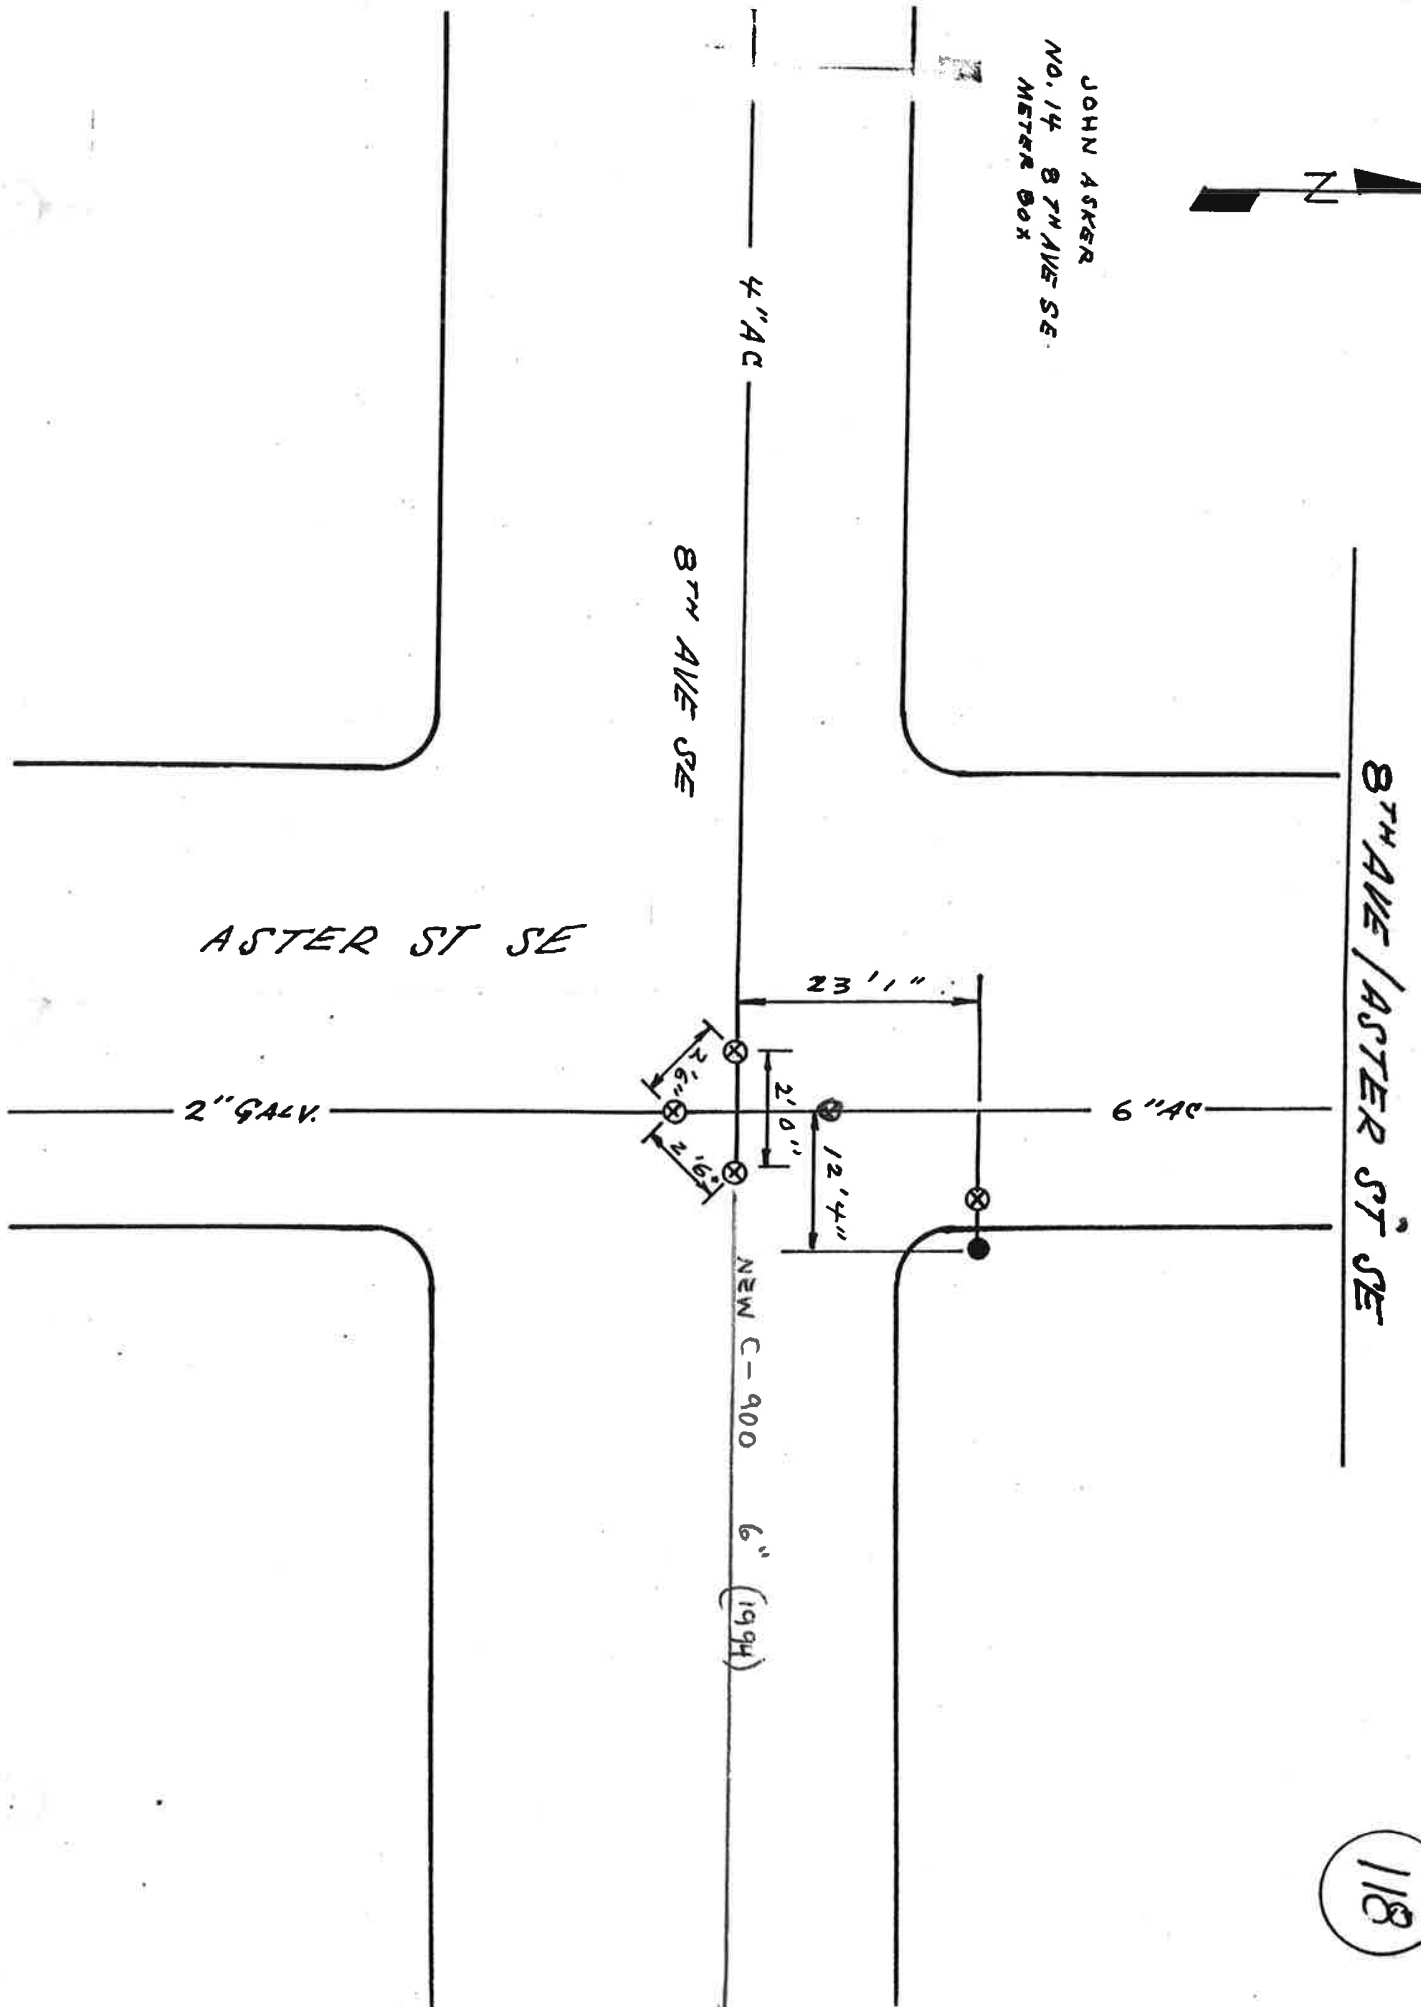 8TH AVE / ASTER ST SE
118
N
JOHN ASKER
NO. 14 8TH AVE SE.
METER BOX
4" AC
8TH AVE SE
ASTER ST SE
23'1"
2'6"
2'0"
2'6"
12'4"
2" GALV.
6" AC
NEW C-900 6" (1994)